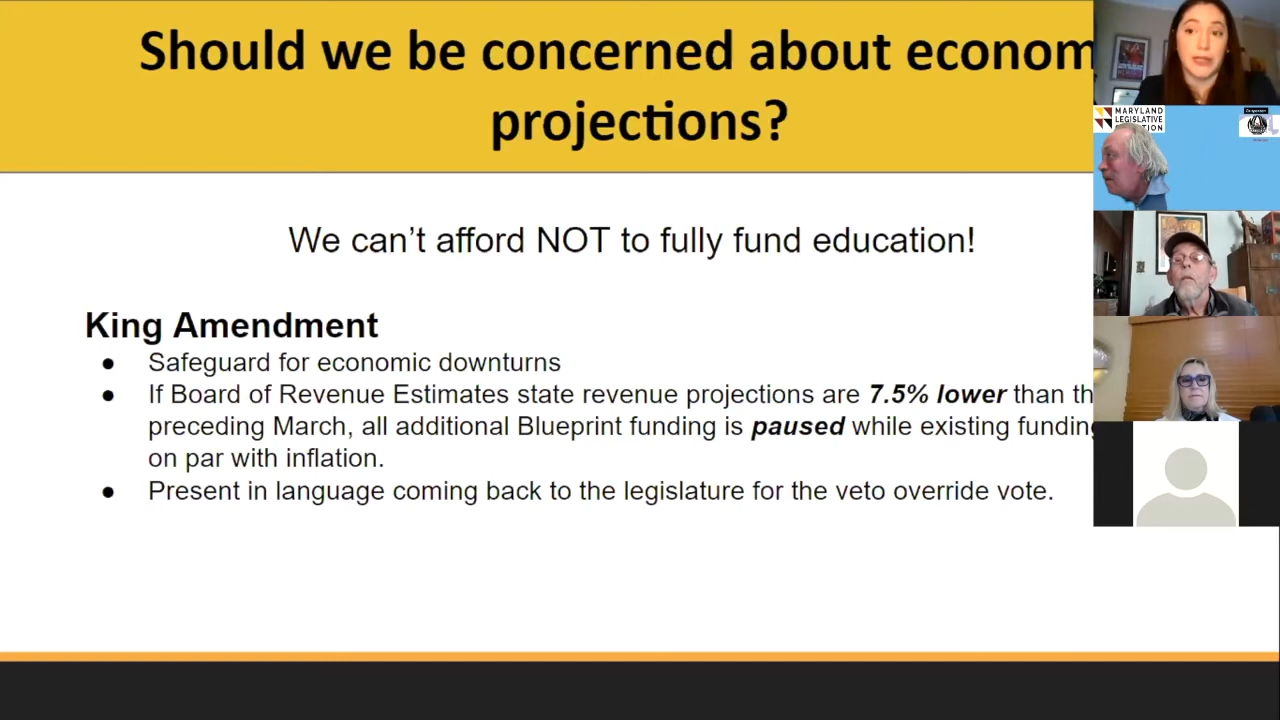 Should we be concerned about econom
projections?
We can't afford NOT to fully fund education!
King Amendment
● Safeguard for economic downturns
● If Board of Revenue Estimates state revenue projections are 7.5% lower than th
preceding March, all additional Blueprint funding is paused while existing funding
on par with inflation.
● Present in language coming back to the legislature for the veto override vote.
MARYLAND
LEGISLATIVE